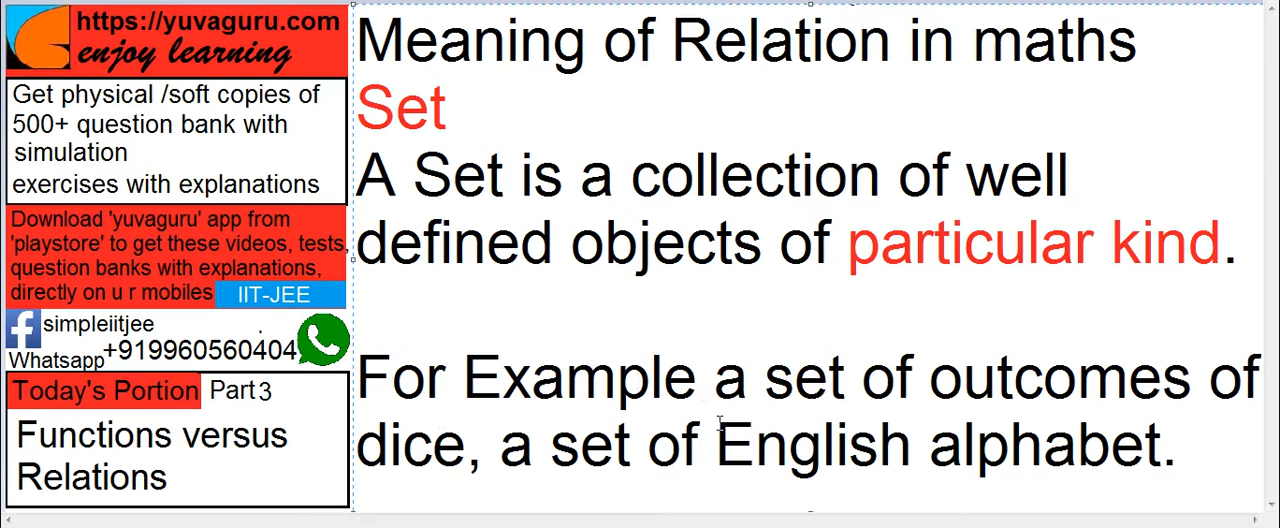 https://yuvaguru.com
enjoy learning
Get physical /soft copies of
500+ question bank with
simulation
exercises with explanations
Download 'yuvaguru' app from
'playstore' to get these videos, tests,
question banks with explanations,
directly on u r mobiles IIT-JEE
simpleiitjee
Whatsapp +919960560404
Today's Portion Part 3
Functions versus
Relations
Meaning of Relation in maths
Set
A Set is a collection of well
defined objects of particular kind.
For Example a set of outcomes of
dice, a set of English alphabet.